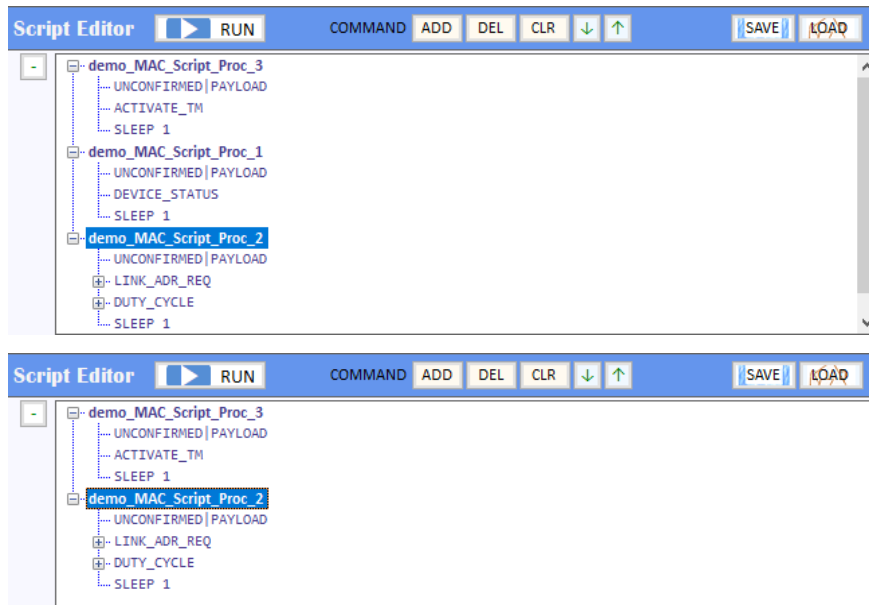 Script Editor RUN COMMAND ADD DEL CLR ↓ ↑ SAVE LOAD
demo_MAC_Script_Proc_3
UNCONFIRMED|PAYLOAD
ACTIVATE_TM
SLEEP 1
demo_MAC_Script_Proc_1
UNCONFIRMED|PAYLOAD
DEVICE_STATUS
SLEEP 1
demo_MAC_Script_Proc_2
UNCONFIRMED|PAYLOAD
LINK_ADR_REQ
DUTY_CYCLE
SLEEP 1
Script Editor RUN COMMAND ADD DEL CLR ↓ ↑ SAVE LOAD
demo_MAC_Script_Proc_3
UNCONFIRMED|PAYLOAD
ACTIVATE_TM
SLEEP 1
demo_MAC_Script_Proc_2
UNCONFIRMED|PAYLOAD
LINK_ADR_REQ
DUTY_CYCLE
SLEEP 1